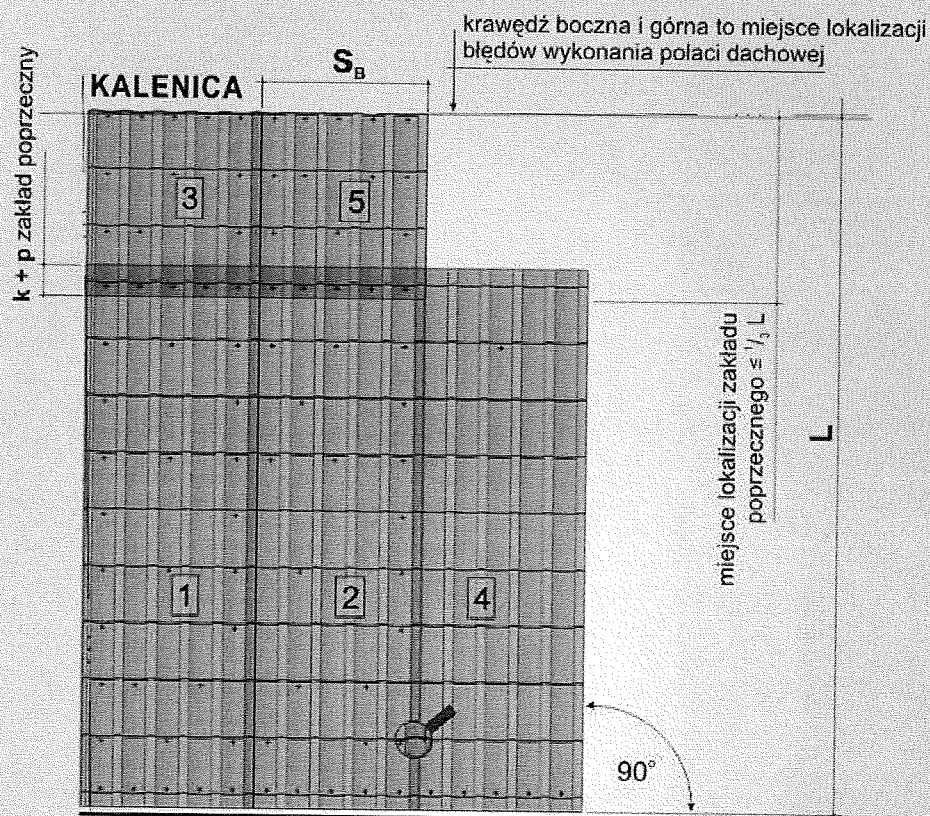 krawędź boczna i górna to miejsce lokalizacji
błędów wykonania połaci dachowej
S_B
KALENICA
k + p zakład poprzeczny
3
5
miejsce lokalizacji zakładu
poprzecznego ≤ 1/3 L
L
1
2
4
90°